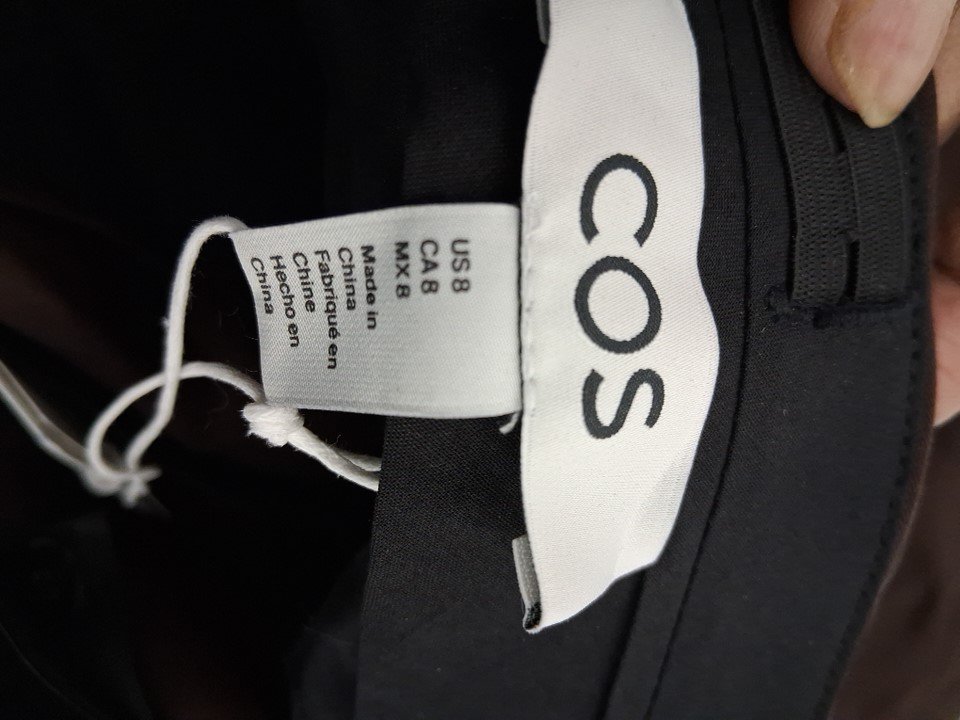 COS
US 8
CA 8
MX 8
Made in
China
Fabriqué en
Chine
Hecho en
China